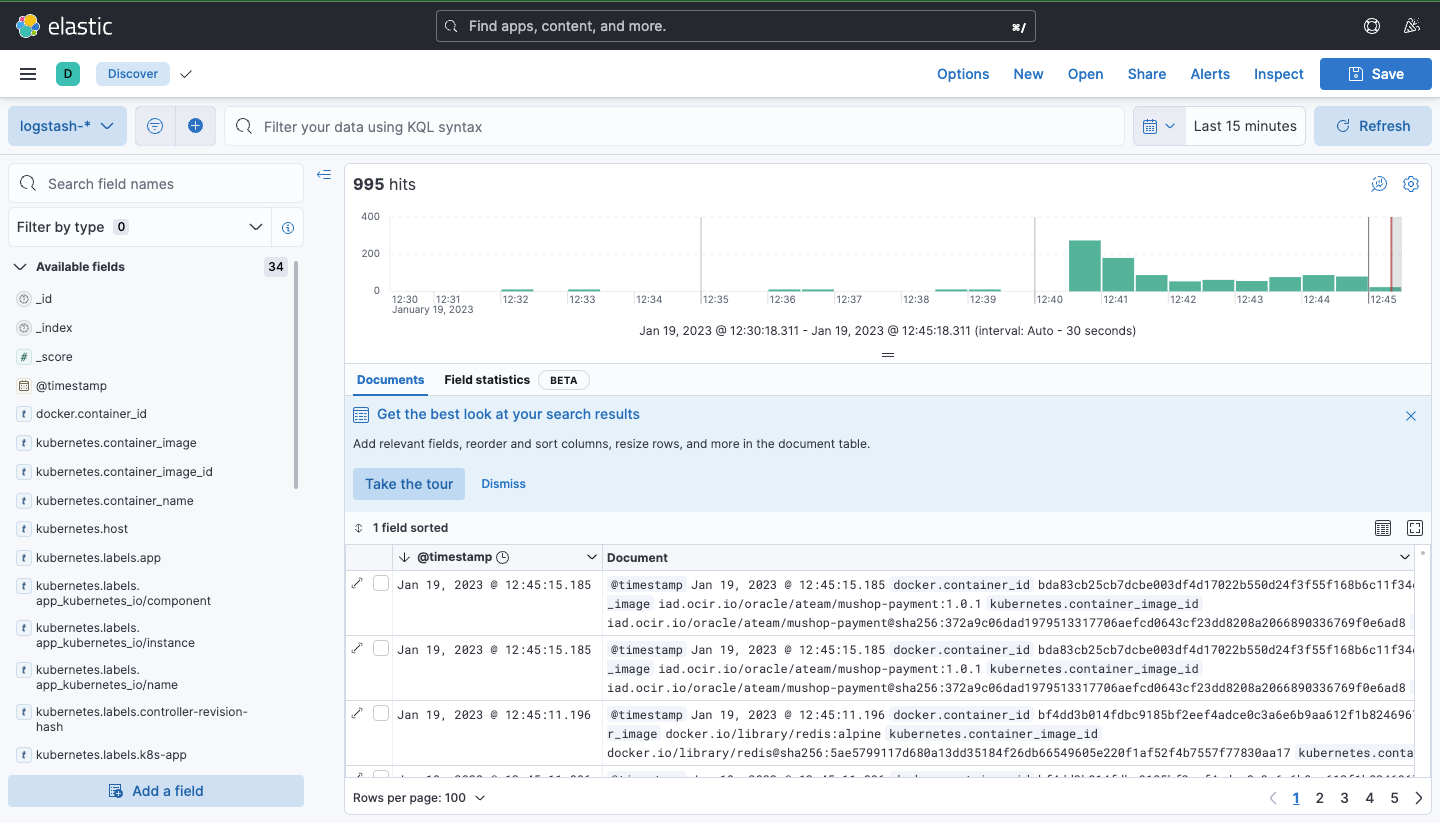 elastic
Find apps, content, and more.
⌘/
D
Discover
Options
New
Open
Share
Alerts
Inspect
Save
logstash-*
Filter your data using KQL syntax
Last 15 minutes
Refresh
Search field names
Filter by type 0
Available fields 34
_id
_index
# _score
@timestamp
t docker.container_id
t kubernetes.container_image
t kubernetes.container_image_id
t kubernetes.container_name
t kubernetes.host
t kubernetes.labels.app
t kubernetes.labels.
app_kubernetes_io/component
t kubernetes.labels.
app_kubernetes_io/instance
t kubernetes.labels.
app_kubernetes_io/name
t kubernetes.labels.controller-revision-
hash
t kubernetes.labels.k8s-app
Add a field
995 hits
400
200
0
12:30 12:31 12:32 12:33 12:34 12:35 12:36 12:37 12:38 12:39 12:40 12:41 12:42 12:43 12:44 12:45
January 19, 2023
Jan 19, 2023 @ 12:30:18.311 - Jan 19, 2023 @ 12:45:18.311 (interval: Auto - 30 seconds)
Documents
Field statistics
BETA
Get the best look at your search results
Add relevant fields, reorder and sort columns, resize rows, and more in the document table.
Take the tour
Dismiss
1 field sorted
@timestamp
Document
Jan 19, 2023 @ 12:45:15.185
@timestamp Jan 19, 2023 @ 12:45:15.185 docker.container_id bda83cb25cb7dcbe003df4d17022b550d24f3f55f168b6c11f34
_image iad.ocir.io/oracle/ateam/mushop-payment:1.0.1 kubernetes.container_image_id
iad.ocir.io/oracle/ateam/mushop-payment@sha256:372a9c06dad1979513317706aefcd0643cf23dd8208a2066890336769f0e6ad8
Jan 19, 2023 @ 12:45:15.185
@timestamp Jan 19, 2023 @ 12:45:15.185 docker.container_id bda83cb25cb7dcbe003df4d17022b550d24f3f55f168b6c11f34
_image iad.ocir.io/oracle/ateam/mushop-payment:1.0.1 kubernetes.container_image_id
iad.ocir.io/oracle/ateam/mushop-payment@sha256:372a9c06dad1979513317706aefcd0643cf23dd8208a2066890336769f0e6ad8
Jan 19, 2023 @ 12:45:11.196
@timestamp Jan 19, 2023 @ 12:45:11.196 docker.container_id bf4dd3b014fdbc9185bf2eef4adce0c3a6e6b9aa612f1b824696
r_image docker.io/library/redis:alpine kubernetes.container_image_id
docker.io/library/redis@sha256:5ae5799117d680a13dd35184f26db66549605e220f1af52f4b7557f77830aa17 kubernetes.conta
Rows per page: 100
1 2 3 4 5